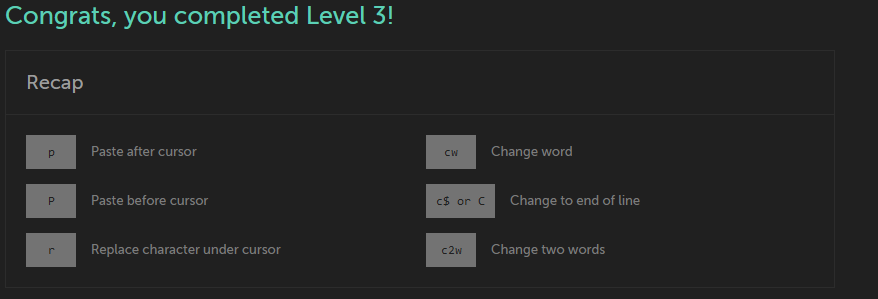 Congrats, you completed Level 3!
Recap
p Paste after cursor
cw Change word
P Paste before cursor
c$ or C Change to end of line
r Replace character under cursor
c2w Change two words